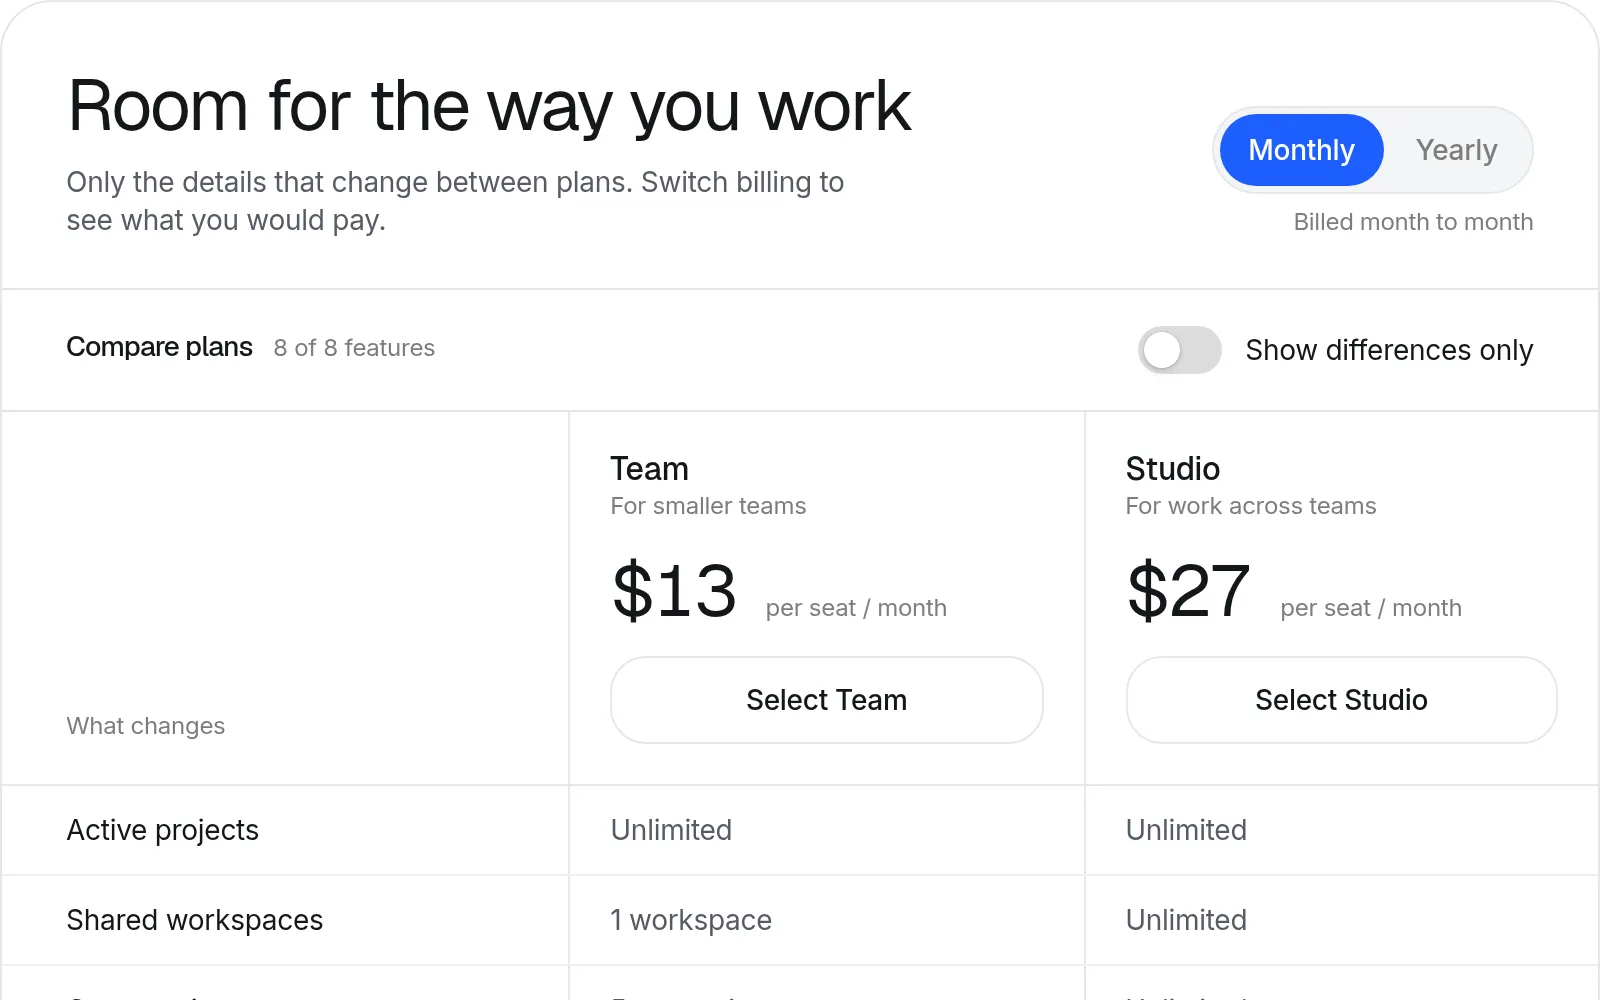 Room for the way you work
Only the details that change between plans. Switch billing to
see what you would pay.
Monthly
Yearly
Billed month to month
Compare plans
8 of 8 features
Show differences only
Team
For smaller teams
$13
per seat / month
Select Team
Studio
For work across teams
$27
per seat / month
Select Studio
What changes
Active projects
Unlimited
Unlimited
Shared workspaces
1 workspace
Unlimited